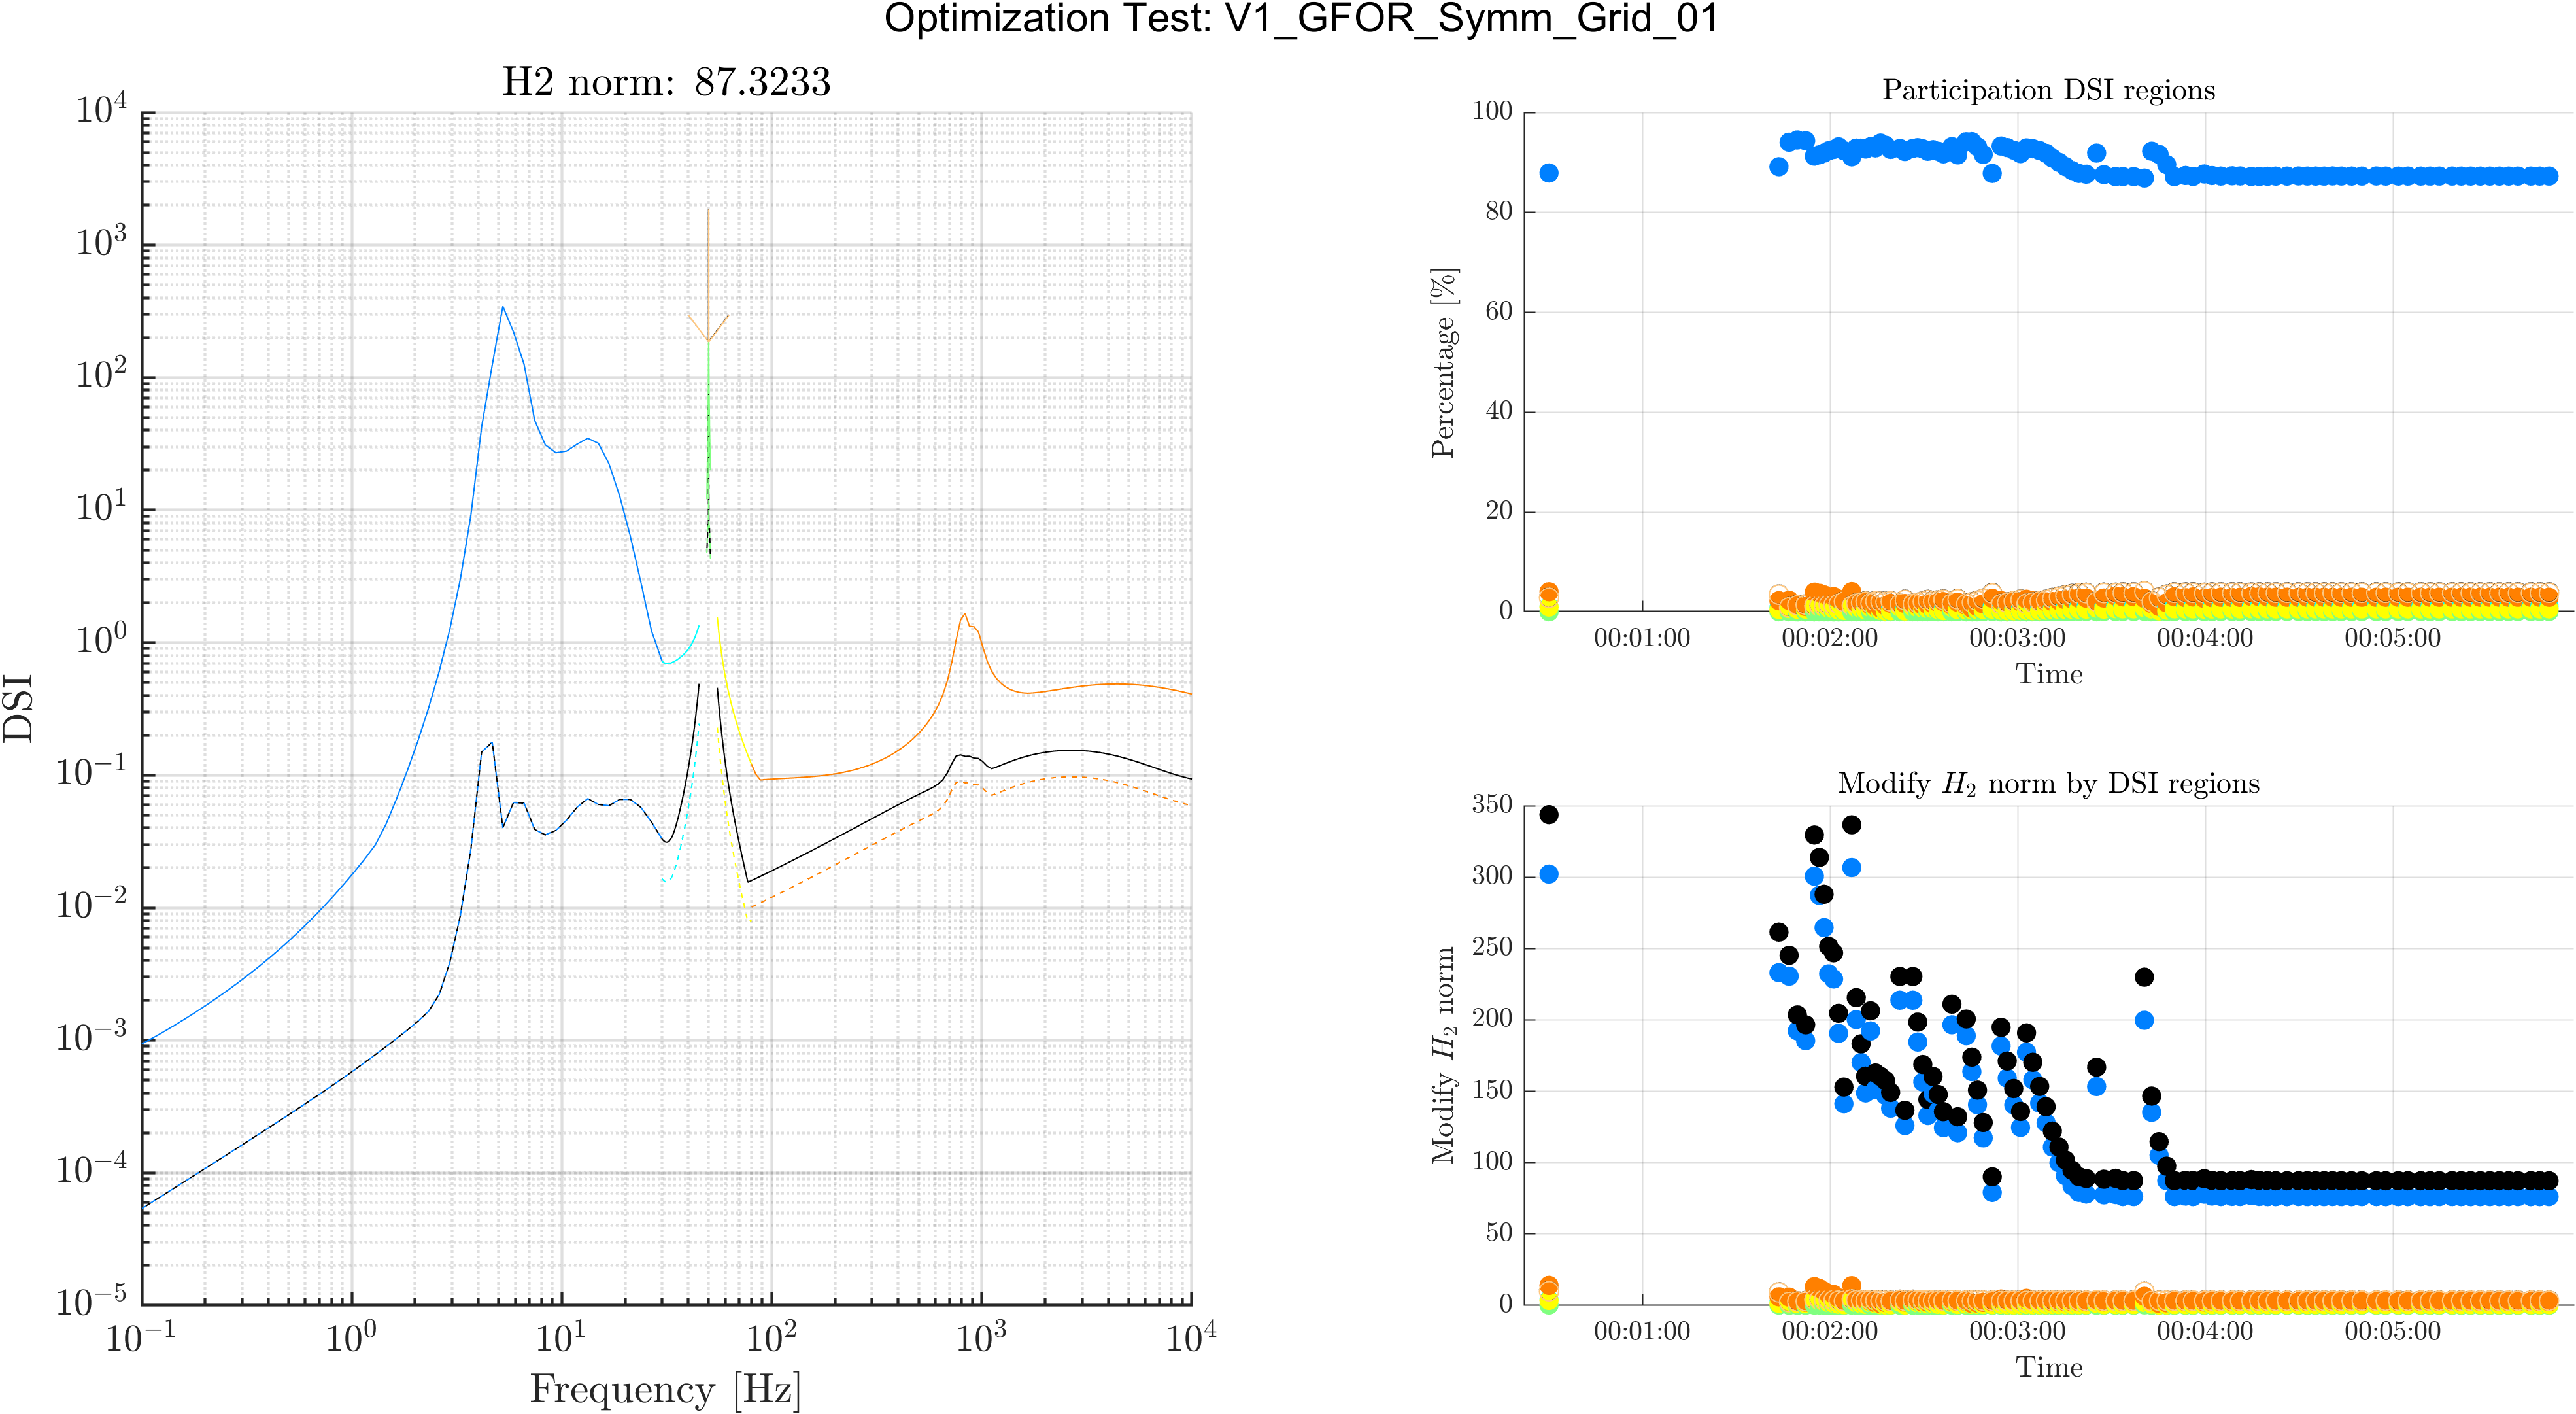 Optimization Test: V1_GFOR_Symm_Grid_01
H2 norm: 87.3233
10^4
10^3
10^2
10^1
10^0
10^-1
10^-2
10^-3
10^-4
10^-5
DSI
10^-1 10^0 10^1 10^2 10^3 10^4
Frequency [Hz]
Participation DSI regions
100
80
60
40
20
0
Percentage [%]
00:01:00 00:02:00 00:03:00 00:04:00 00:05:00
Time
Modify H_2 norm by DSI regions
350
300
250
200
150
100
50
0
Modify H_2 norm
00:01:00 00:02:00 00:03:00 00:04:00 00:05:00
Time